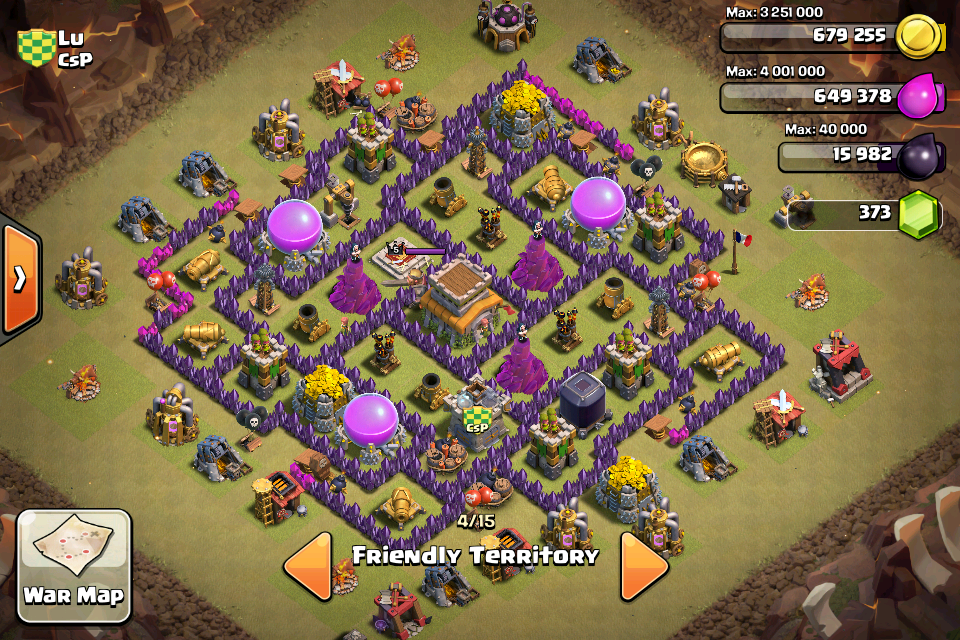 Lu
CsP
Max: 3 251 000
679 255
Max: 4 001 000
649 378
Max: 40 000
15 982
373
5
CSP
4/15
Friendly Territory
War Map